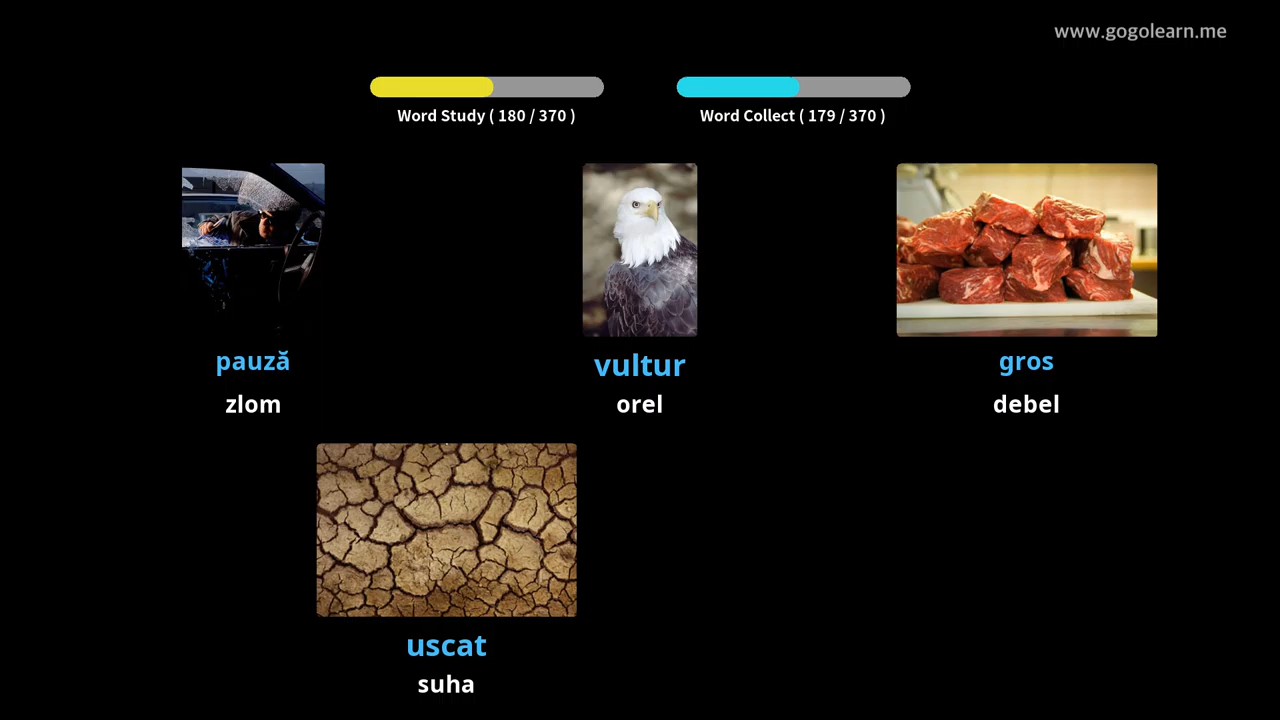 www.gogolearn.me
Word Study ( 180 / 370 )
Word Collect ( 179 / 370 )
pauză
vultur
gros
zlom
orel
debel
uscat
suha